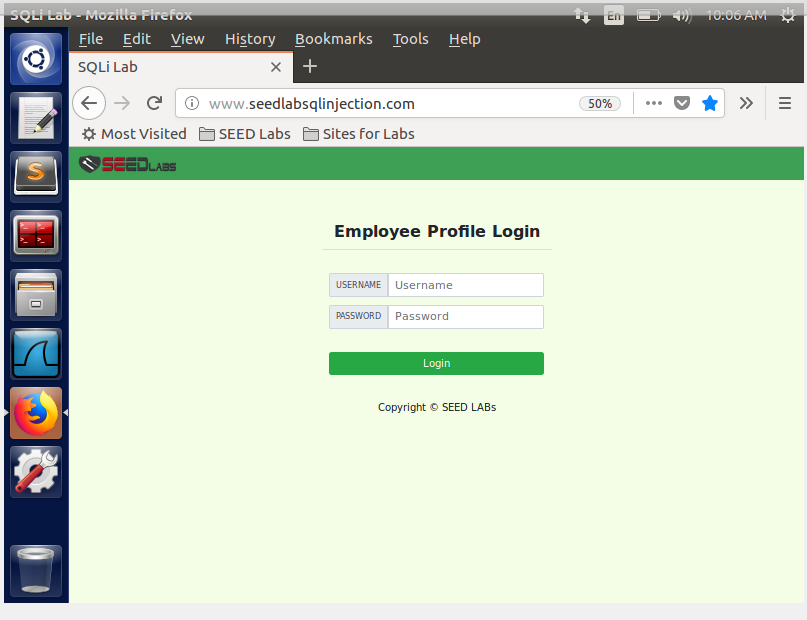 SQLi Lab - Mozilla Firefox En 10:06 AM
File Edit View History Bookmarks Tools Help
SQLi Lab
www.seedlabsqlinjection.com 50%
Most Visited SEED Labs Sites for Labs
SEEDLABS
Employee Profile Login
USERNAME Username
PASSWORD Password
Login
Copyright © SEED LABs